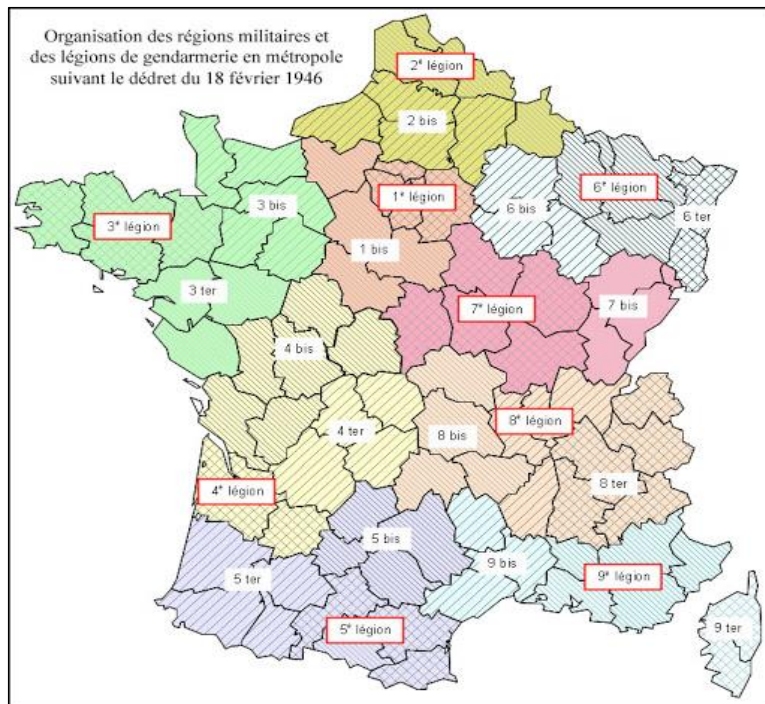 Organisation des régions militaires et
des légions de gendarmerie en métropole
suivant le dédret du 18 février 1946
2ᵉ légion
2 bis
6ᵉ légion
1ᵉ légion
3 bis
6 bis
6 ter
3ᵉ légion
1 bis
3 ter
7ᵉ légion
7 bis
4 bis
8ᵉ légion
4 ter
8 bis
8 ter
4ᵉ légion
5 bis
9 bis
9ᵉ légion
5 ter
5ᵉ légion
9 ter